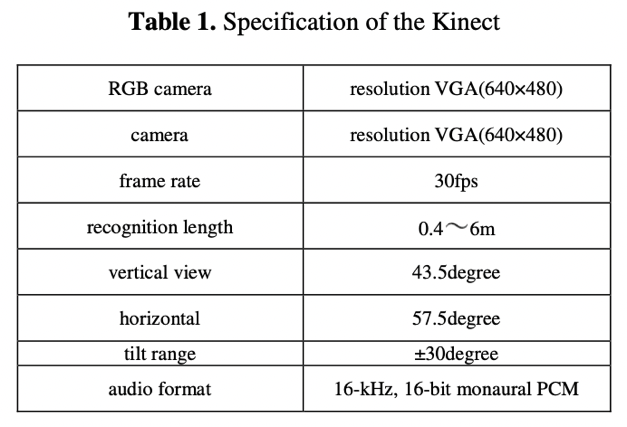 Table 1. Specification of the Kinect
RGB camera resolution VGA(640×480)
camera resolution VGA(640×480)
frame rate 30fps
recognition length 0.4～6m
vertical view 43.5degree
horizontal 57.5degree
tilt range ±30degree
audio format 16-kHz, 16-bit monaural PCM